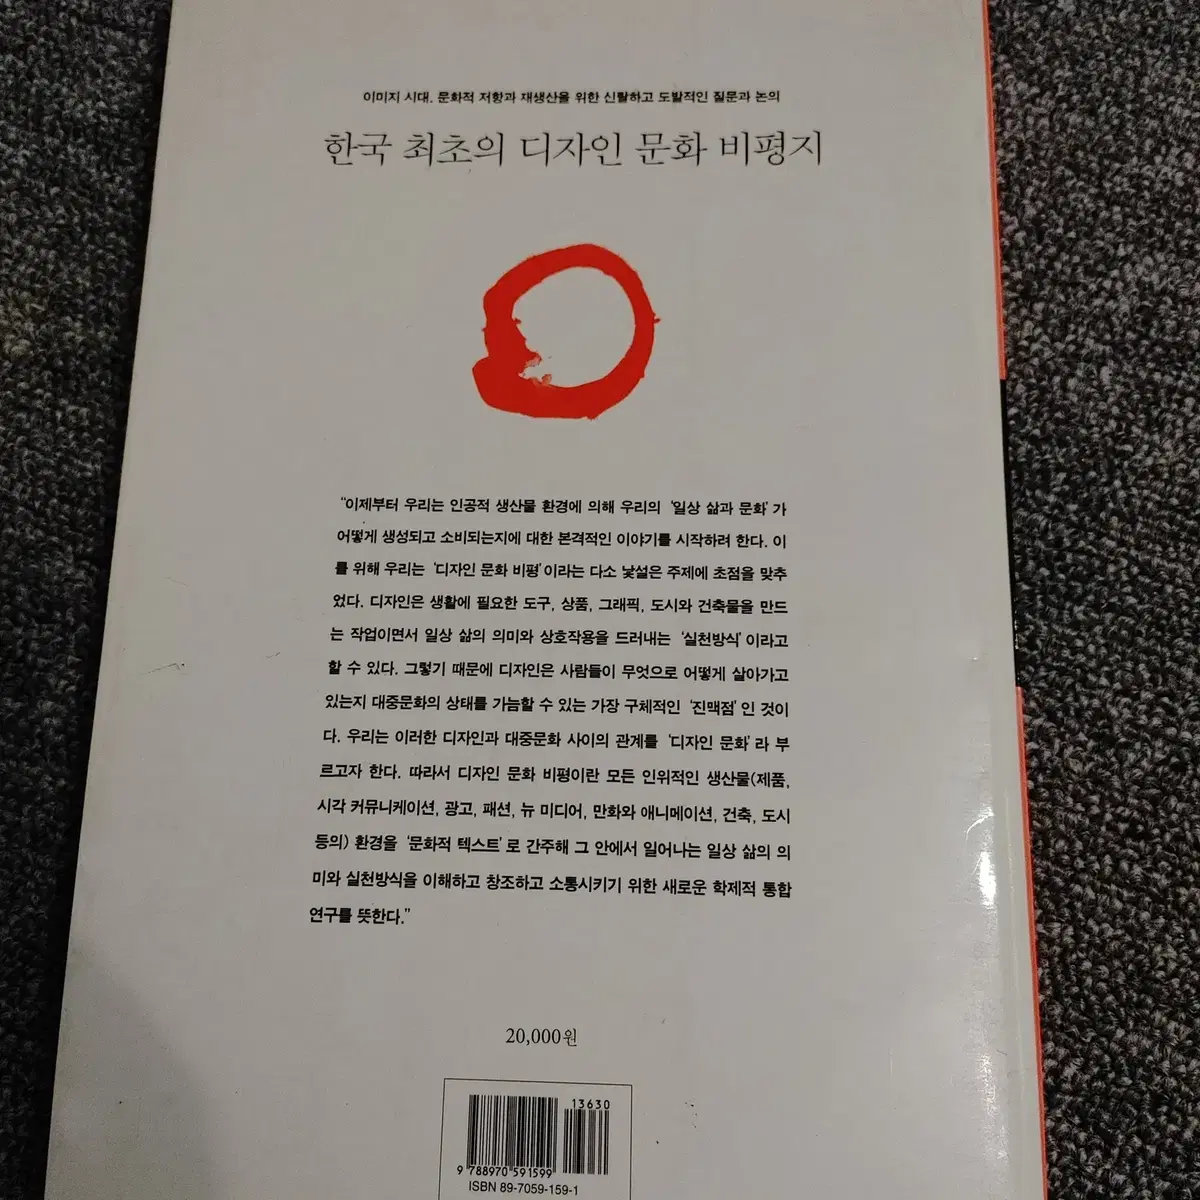 이미지 시대. 문화적 저항과 재생산을 위한 신랄하고 도발적인 질문과 논의
한국 최초의 디자인 문화 비평지
“이제부터 우리는 인공적 생산물 환경에 의해 우리의 ‘일상 삶과 문화’가
어떻게 생성되고 소비되는지에 대한 본격적인 이야기를 시작하려 한다. 이
를 위해 우리는 ‘디자인 문화 비평’이라는 다소 낯설은 주제에 초점을 맞추
었다. 디자인은 생활에 필요한 도구, 상품, 그래픽, 도시와 건축물을 만드
는 작업이면서 일상 삶의 의미와 상호작용을 드러내는 ‘실천방식’이라고
할 수 있다. 그렇기 때문에 디자인은 사람들이 무엇으로 어떻게 살아가고
있는지 대중문화의 상태를 가늠할 수 있는 가장 구체적인 ‘진맥점’인 것이
다. 우리는 이러한 디자인과 대중문화 사이의 관계를 ‘디자인 문화’라 부
르고자 한다. 따라서 디자인 문화 비평이란 모든 인위적인 생산물(제품,
시각 커뮤니케이션, 광고, 패션, 뉴 미디어, 만화와 애니메이션, 건축, 도시
등의) 환경을 ‘문화적 텍스트’로 간주해 그 안에서 일어나는 일상 삶의 의
미와 실천방식을 이해하고 창조하고 소통시키기 위한 새로운 학제적 통합
연구를 뜻한다.”
20,000원
13630
9 788970 591599
ISBN 89-7059-159-1